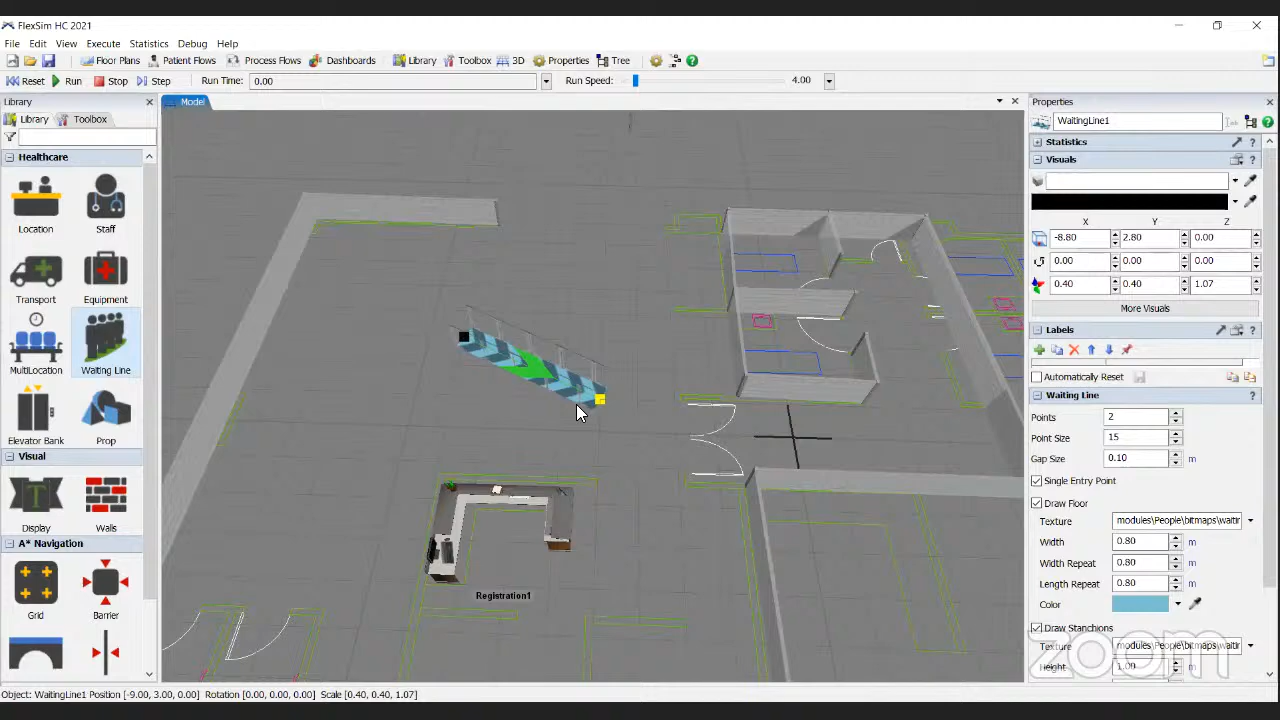 FlexSim HC 2021
File Edit View Execute Statistics Debug Help
Floor Plans Patient Flows Process Flows Dashboards Library Toolbox 3D Properties Tree
Reset Run Stop Step Run Time: 0.00 Run Speed: 4.00
Library Model Properties
Library Toolbox WaitingLine1
Statistics
Healthcare
Visuals
Location Staff
X Y Z
-8.80 2.80 0.00
0.00 0.00 0.00
0.40 0.40 1.07
Transport Equipment
More Visuals
Labels
MultiLocation Waiting Line
Automatically Reset
Waiting Line
Points 2
Elevator Bank Prop
Point Size 15
Visual
Gap Size 0.10 m
Single Entry Point
Draw Floor
Display Walls
Texture modules\People\bitmaps\waitir
Width 0.80 m
A* Navigation
Width Repeat 0.80 m
Length Repeat 0.80 m
Registration1
Color
Grid Barrier
Draw Stanchions
Texture modules\People\bitmaps\waitir
Height 1.00 m
zoom
Object: WaitingLine1 Position [-9.00, 3.00, 0.00] Rotation [0.00, 0.00, 0.00] Scale [0.40, 0.40, 1.07]